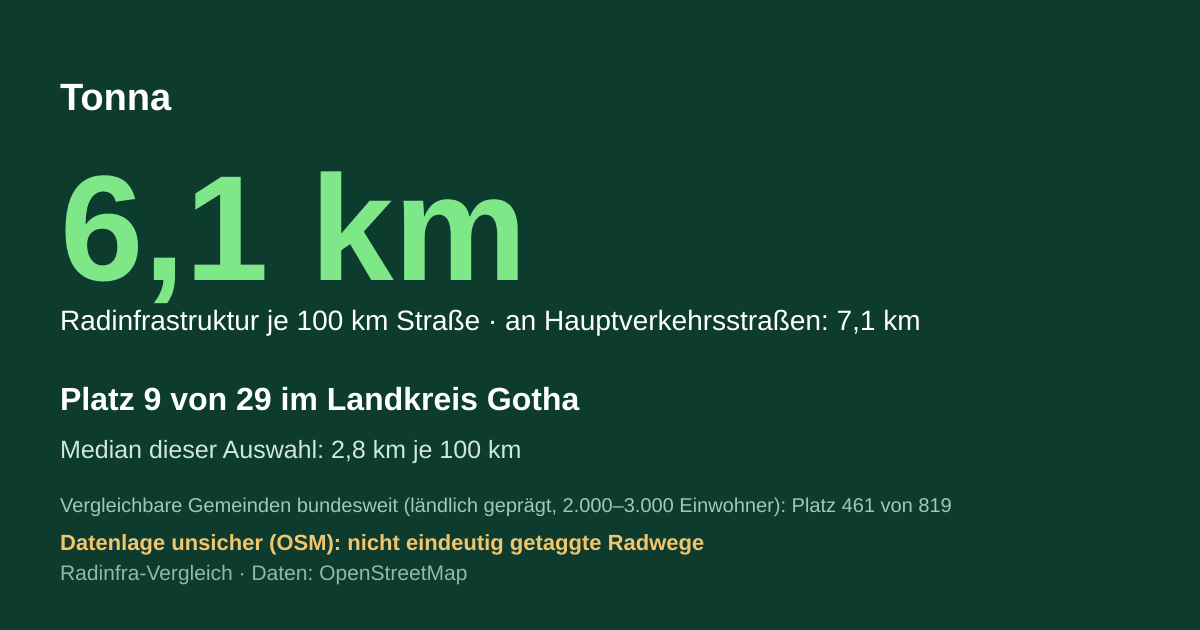 Tonna
6,1 km
Radinfrastruktur je 100 km Straße · an Hauptverkehrsstraßen: 7,1 km
Platz 9 von 29 im Landkreis Gotha
Median dieser Auswahl: 2,8 km je 100 km
Vergleichbare Gemeinden bundesweit (ländlich geprägt, 2.000–3.000 Einwohner): Platz 461 von 819
Datenlage unsicher (OSM): nicht eindeutig getaggte Radwege
Radinfra-Vergleich · Daten: OpenStreetMap